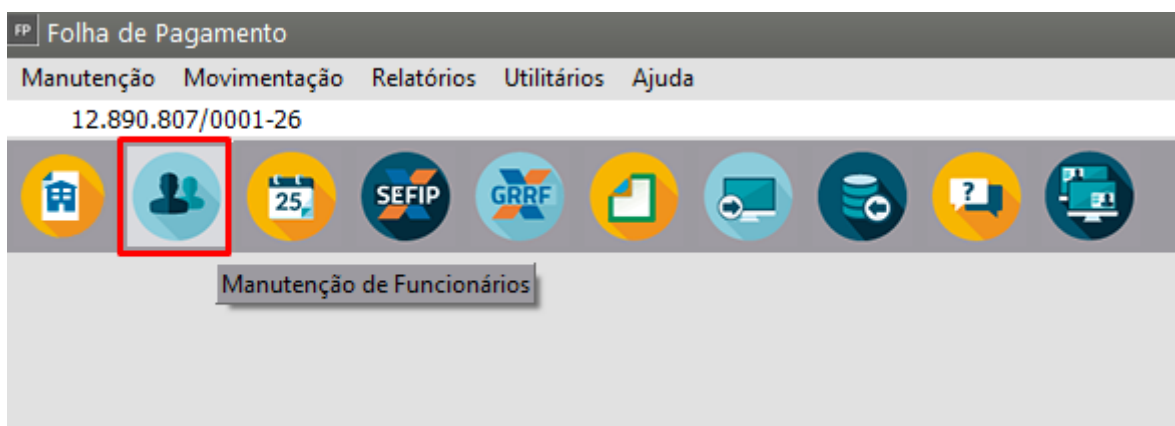 FP Folha de Pagamento
Manutenção Movimentação Relatórios Utilitários Ajuda
12.890.807/0001-26
25 SEFIP GRRF ?
Manutenção de Funcionários